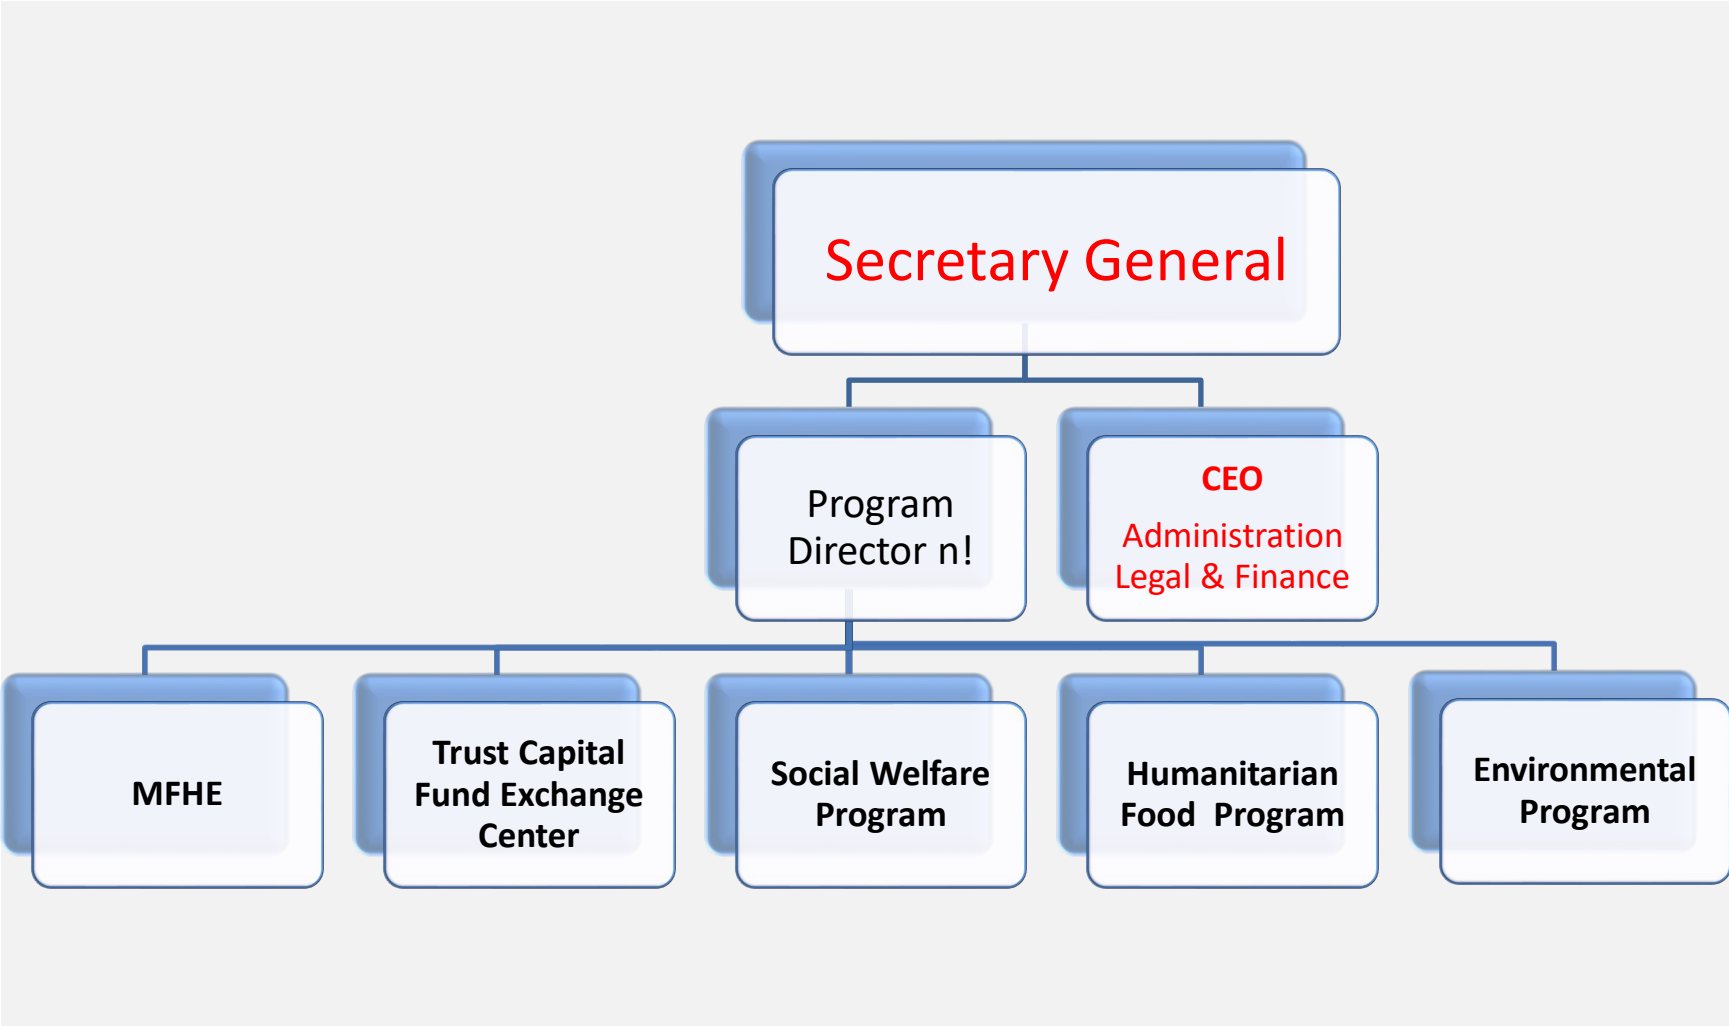 Secretary General
Program
Director n!
CEO
Administration
Legal & Finance
MFHE
Trust Capital
Fund Exchange
Center
Social Welfare
Program
Humanitarian
Food  Program
Environmental
Program